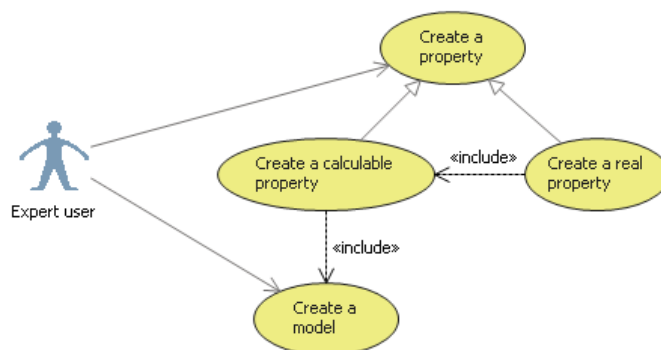 Create a
property
Create a calculable
property
«include»
Create a real
property
Expert user
«include»
Create a
model